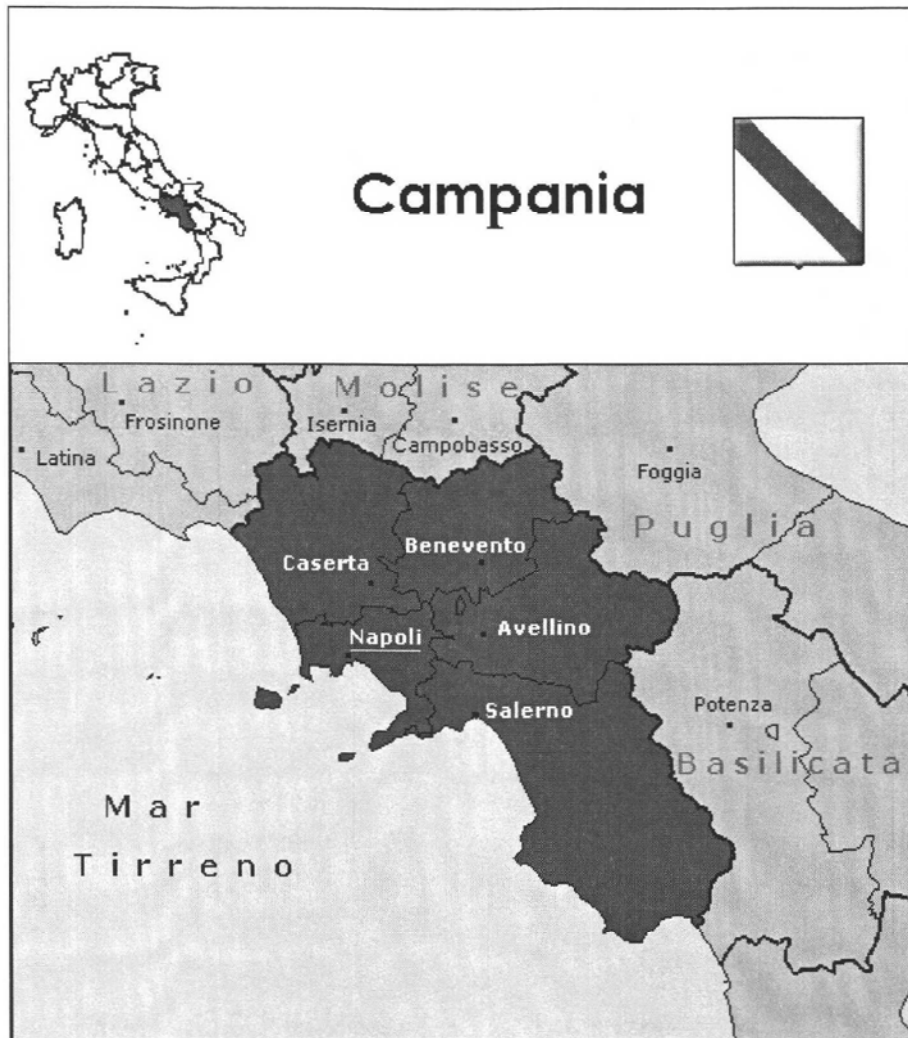 Campania
Lazio
Molise
Frosinone
Isernia
Campobasso
Latina
Foggia
Puglia
Benevento
Caserta
Napoli
Avellino
Salerno
Potenza
Basilicata
Mar
Tirreno